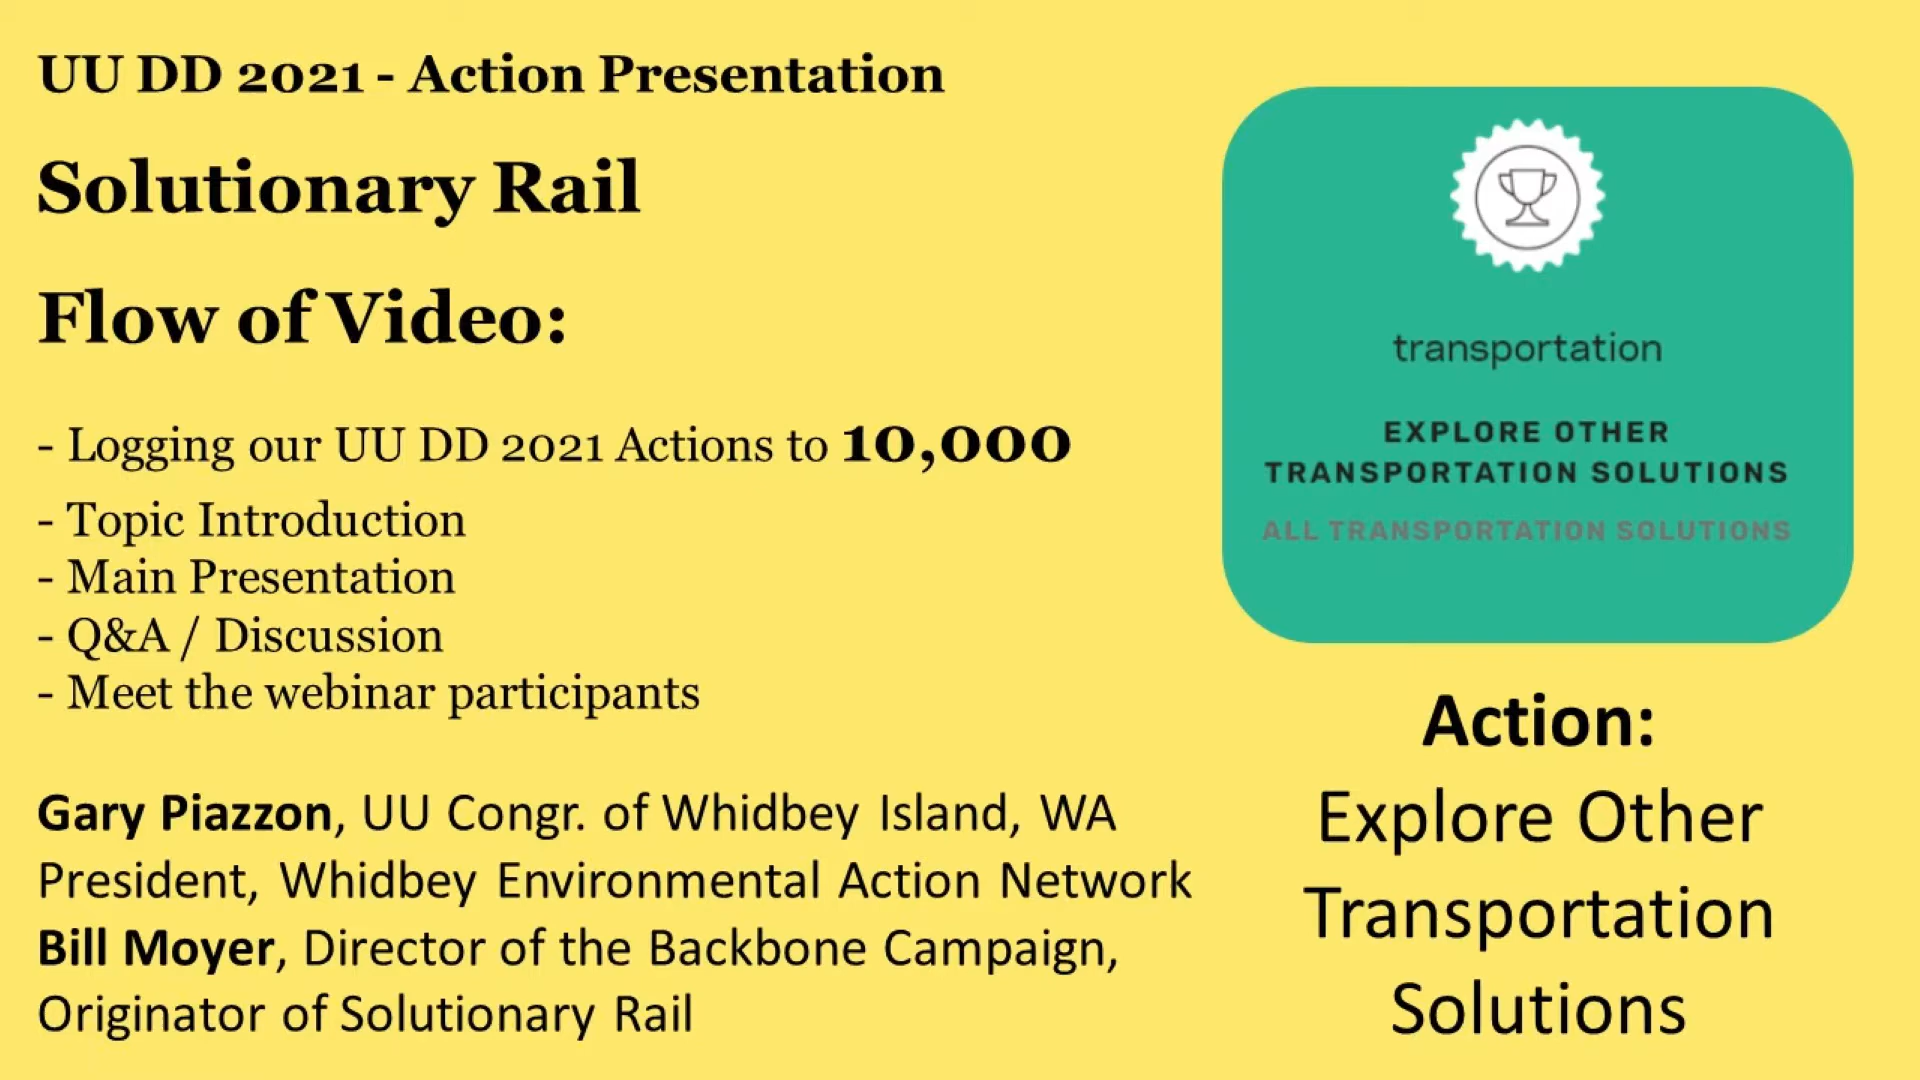 UU DD 2021 - Action Presentation
Solutionary Rail
Flow of Video:
- Logging our UU DD 2021 Actions to 10,000
- Topic Introduction
- Main Presentation
- Q&A / Discussion
- Meet the webinar participants
Gary Piazzon, UU Congr. of Whidbey Island, WA
President, Whidbey Environmental Action Network
Bill Moyer, Director of the Backbone Campaign,
Originator of Solutionary Rail
transportation
EXPLORE OTHER
TRANSPORTATION SOLUTIONS
ALL TRANSPORTATION SOLUTIONS
Action:
Explore Other
Transportation
Solutions